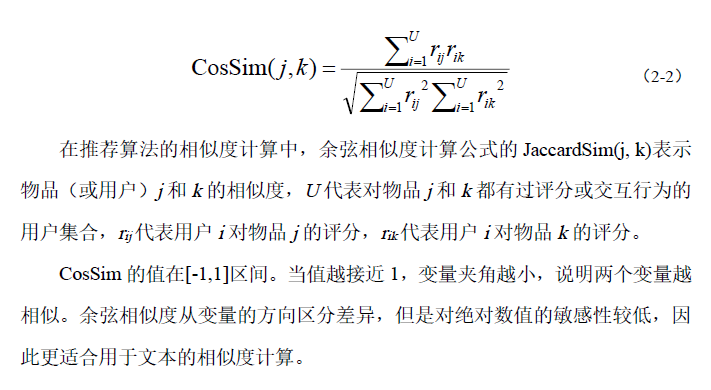 CosSim(j,k) = \frac{\sum_{i=1}^{U} r_{ij} r_{ik}}{\sqrt{\sum_{i=1}^{U} r_{ij}^{2} \sum_{i=1}^{U} r_{ik}^{2}}} （2-2）
在推荐算法的相似度计算中，余弦相似度计算公式的 JaccardSim(j, k)表示
物品（或用户）j 和 k 的相似度，U 代表对物品 j 和 k 都有过评分或交互行为的
用户集合，rij 代表用户 i 对物品 j 的评分，rik 代表用户 i 对物品 k 的评分。
CosSim 的值在[-1,1]区间。当值越接近 1，变量夹角越小，说明两个变量越
相似。余弦相似度从变量的方向区分差异，但是对绝对数值的敏感性较低，因
此更适合用于文本的相似度计算。